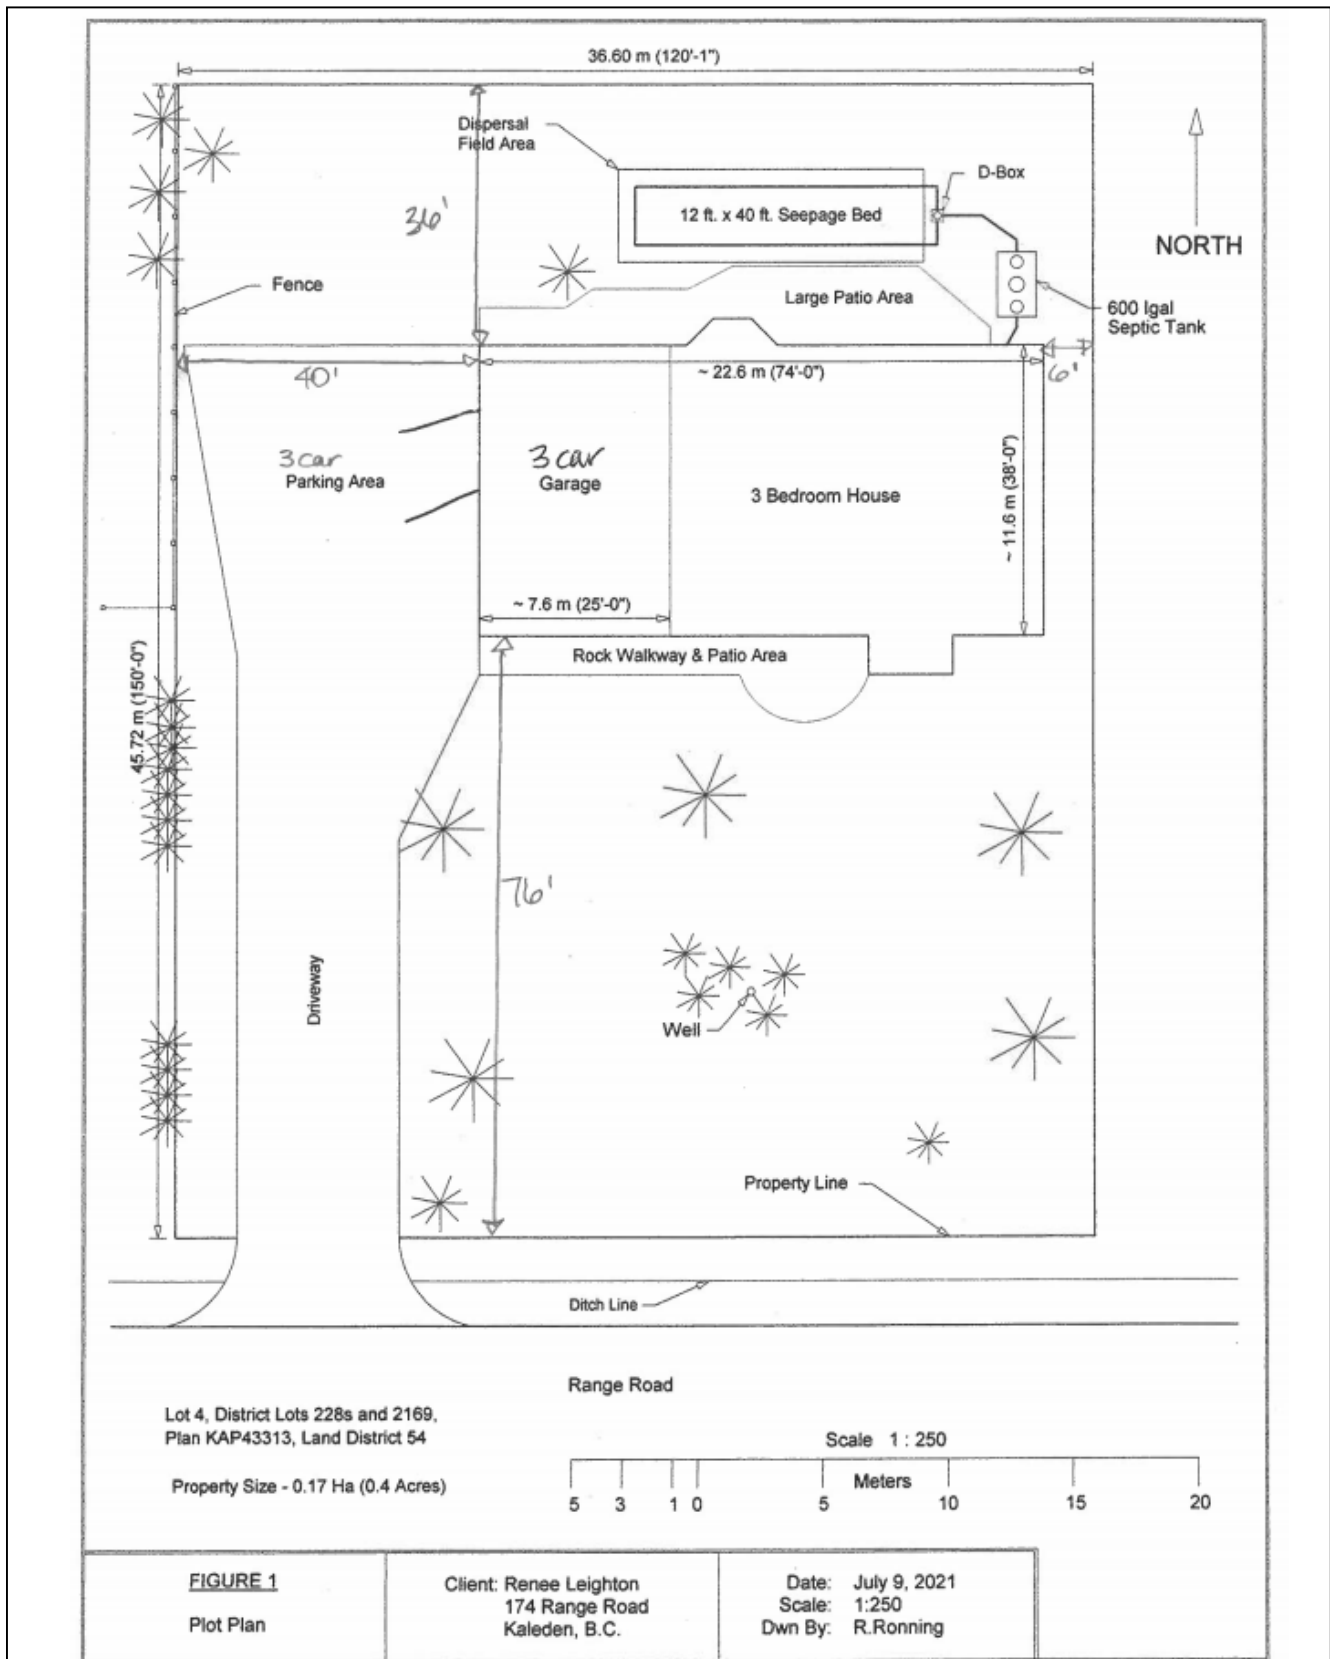 36.60 m (120'-1")
Dispersal
Field Area
D-Box
12 ft. x 40 ft. Seepage Bed
36'
NORTH
Fence
Large Patio Area
600 Igal
Septic Tank
40'
~ 22.6 m (74'-0")
6'
3 car
Parking Area
3 car
Garage
3 Bedroom House
~ 11.6 m (38'-0")
~ 7.6 m (25'-0")
Rock Walkway & Patio Area
45.72 m (150'-0")
76'
Driveway
Well
Property Line
Ditch Line
Range Road
Lot 4, District Lots 228s and 2169,
Plan KAP43313, Land District 54
Scale 1 : 250
Property Size - 0.17 Ha (0.4 Acres)
Meters
5 3 1 0 5 10 15 20
FIGURE 1
Plot Plan
Client: Renee Leighton
174 Range Road
Kaleden, B.C.
Date: July 9, 2021
Scale: 1:250
Dwn By: R.Ronning